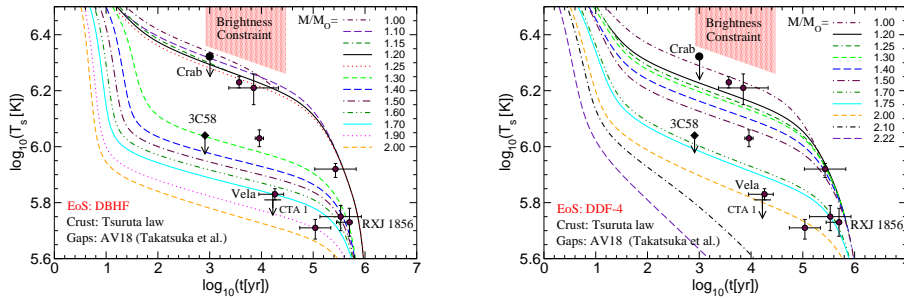 Brightness
Constraint
M/M_O=
1.00
1.10
1.15
1.20
1.25
1.30
1.40
1.50
1.60
1.70
1.90
2.00
Crab
3C58
Vela
CTA 1
RXJ 1856
EoS: DBHF
Crust: Tsuruta law
Gaps: AV18 (Takatsuka et al.)
log10(Ts [K])
6.4
6.2
6.0
5.8
5.6
0 1 2 3 4 5 6 7
log10(t[yr])
Brightness
Constraint
M/M_O=
1.00
1.20
1.25
1.30
1.40
1.50
1.60
1.75
2.00
2.10
2.22
Crab
3C58
Vela
CTA 1
RXJ 1856
EoS: DDF-4
Crust: Tsuruta law
Gaps: AV18 (Takatsuka et al.)
log10(Ts [K])
6.4
6.2
6.0
5.8
5.6
0 1 2 3 4 5 6 7
log10(t[yr])